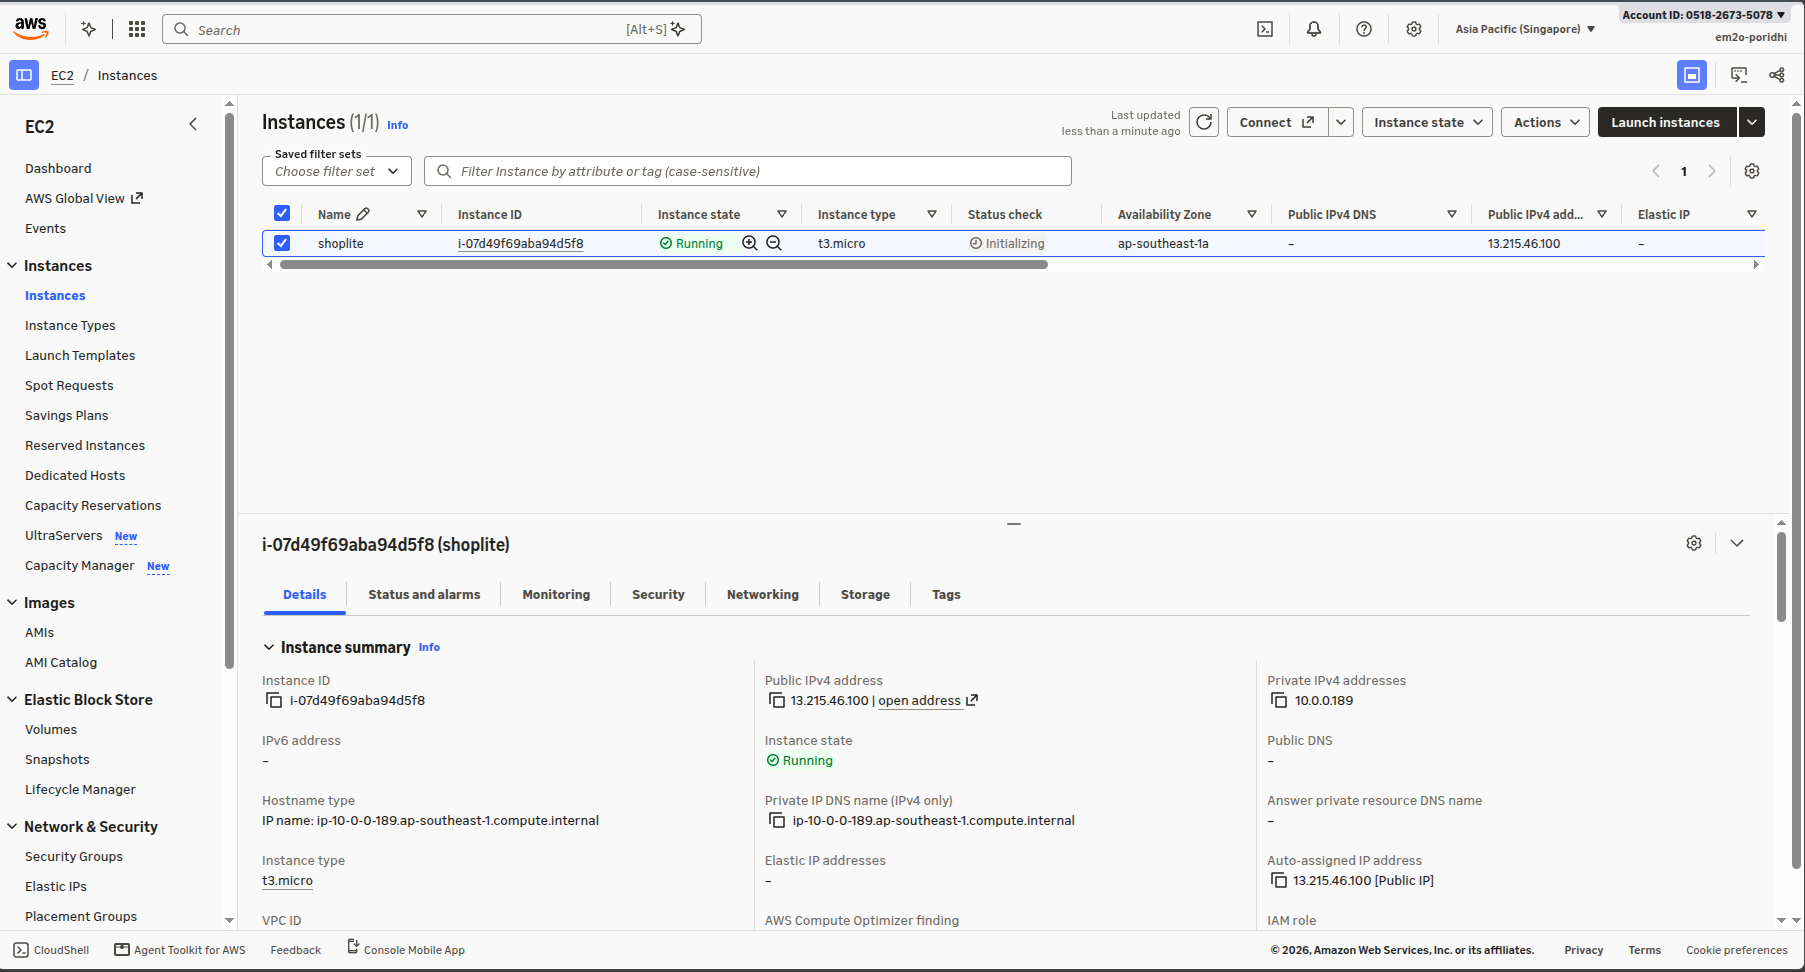 aws
Search
[Alt+S]
Asia Pacific (Singapore)
Account ID: 0518-2673-5078
em2o-poridhi
EC2 / Instances
EC2
Dashboard
AWS Global View
Events
Instances
Instances
Instance Types
Launch Templates
Spot Requests
Savings Plans
Reserved Instances
Dedicated Hosts
Capacity Reservations
UltraServers New
Capacity Manager New
Images
AMIs
AMI Catalog
Elastic Block Store
Volumes
Snapshots
Lifecycle Manager
Network & Security
Security Groups
Elastic IPs
Placement Groups
Instances (1/1) Info
Last updated
less than a minute ago
Connect
Instance state
Actions
Launch instances
Saved filter sets
Choose filter set
Filter Instance by attribute or tag (case-sensitive)
1
Name Instance ID Instance state Instance type Status check Availability Zone Public IPv4 DNS Public IPv4 add... Elastic IP
shoplite i-07d49f69aba94d5f8 Running t3.micro Initializing ap-southeast-1a – 13.215.46.100 –
i-07d49f69aba94d5f8 (shoplite)
Details Status and alarms Monitoring Security Networking Storage Tags
Instance summary Info
Instance ID
i-07d49f69aba94d5f8
Public IPv4 address
13.215.46.100 | open address
Private IPv4 addresses
10.0.0.189
IPv6 address
–
Instance state
Running
Public DNS
–
Hostname type
IP name: ip-10-0-0-189.ap-southeast-1.compute.internal
Private IP DNS name (IPv4 only)
ip-10-0-0-189.ap-southeast-1.compute.internal
Answer private resource DNS name
–
Instance type
t3.micro
Elastic IP addresses
–
Auto-assigned IP address
13.215.46.100 [Public IP]
VPC ID
AWS Compute Optimizer finding
IAM role
CloudShell
Agent Toolkit for AWS
Feedback
Console Mobile App
© 2026, Amazon Web Services, Inc. or its affiliates.
Privacy
Terms
Cookie preferences